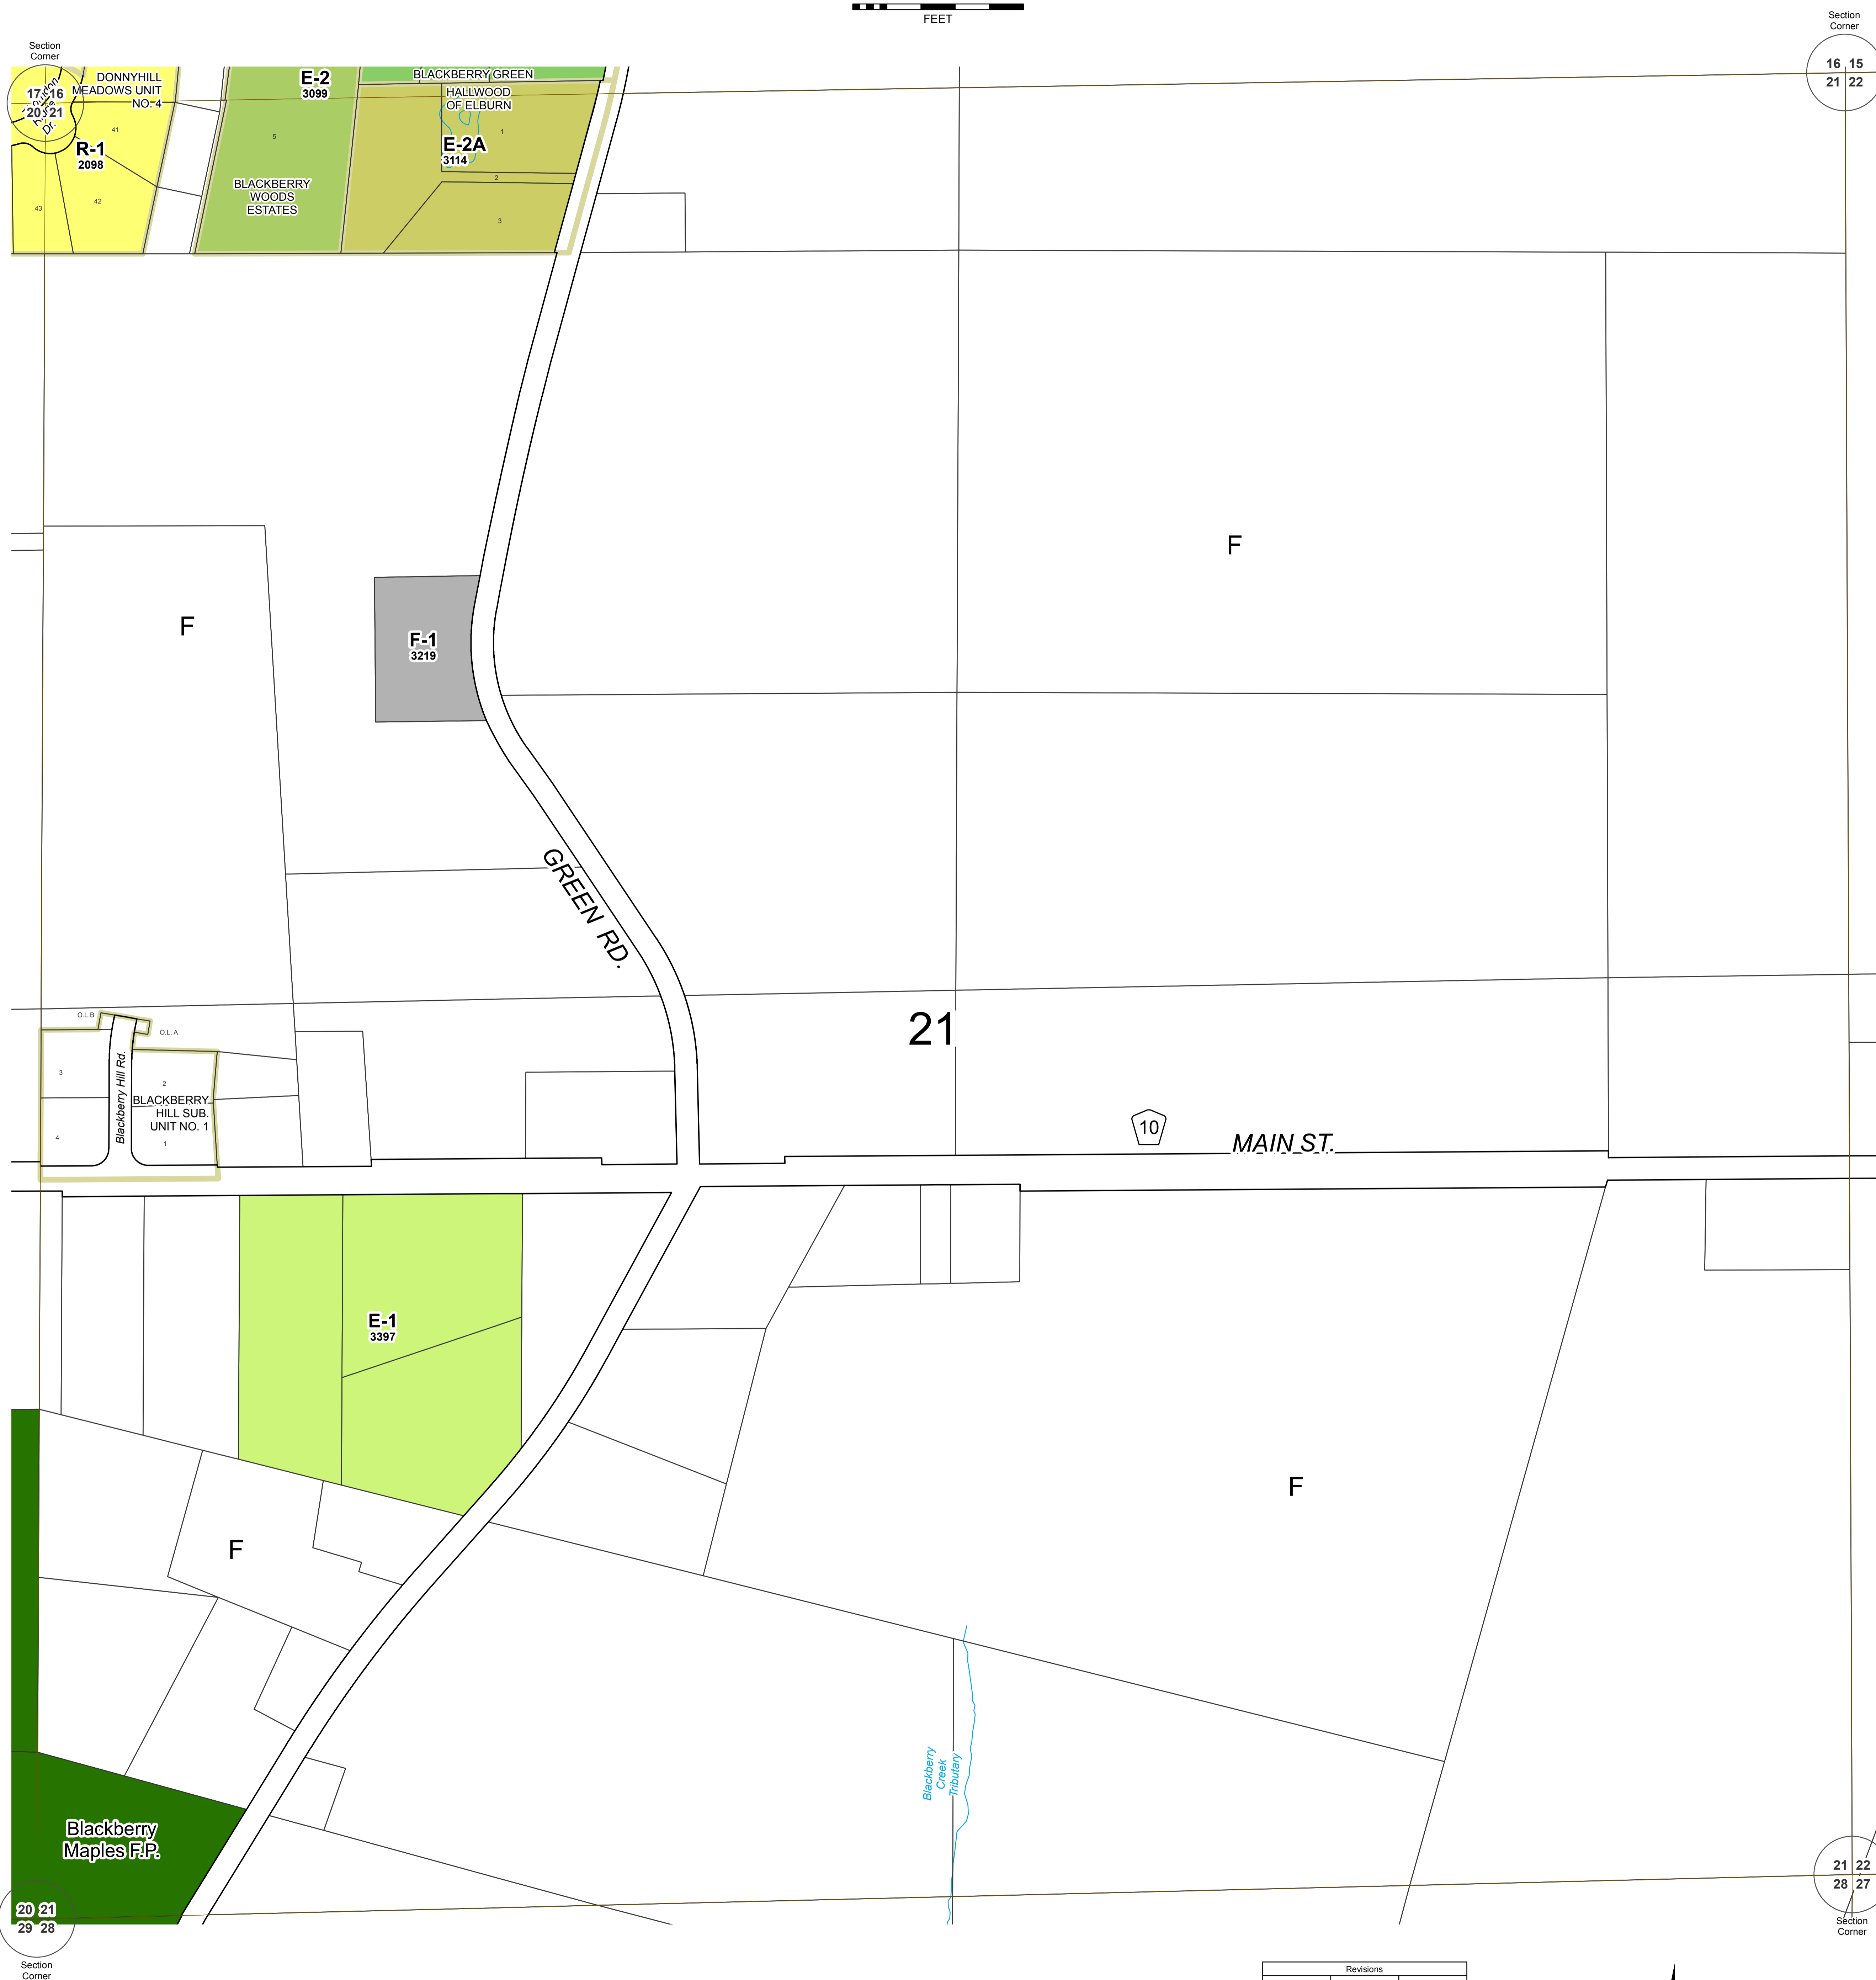 FEET
Section
Corner
16 15
21 22
Section
Corner
17 16
20 21
Dr.
DONNYHILL
MEADOWS UNIT
NO. 4
41
R-1
2098
43
42
E-2
3099
5
BLACKBERRY
WOODS
ESTATES
BLACKBERRY GREEN
HALLWOOD
OF ELBURN
1
E-2A
3114
2
3
F
F
F-1
3219
GREEN RD.
21
O.L.B
O.L. A
3
Blackberry Hill Rd.
2
BLACKBERRY
HILL SUB.
UNIT NO. 1
4
1
10
MAIN ST.
E-1
3397
F
F
Blackberry
Creek
Tributary
Blackberry
Maples F.P.
20 21
29 28
Section
Corner
21 22
28 27
Section
Corner
Revisions